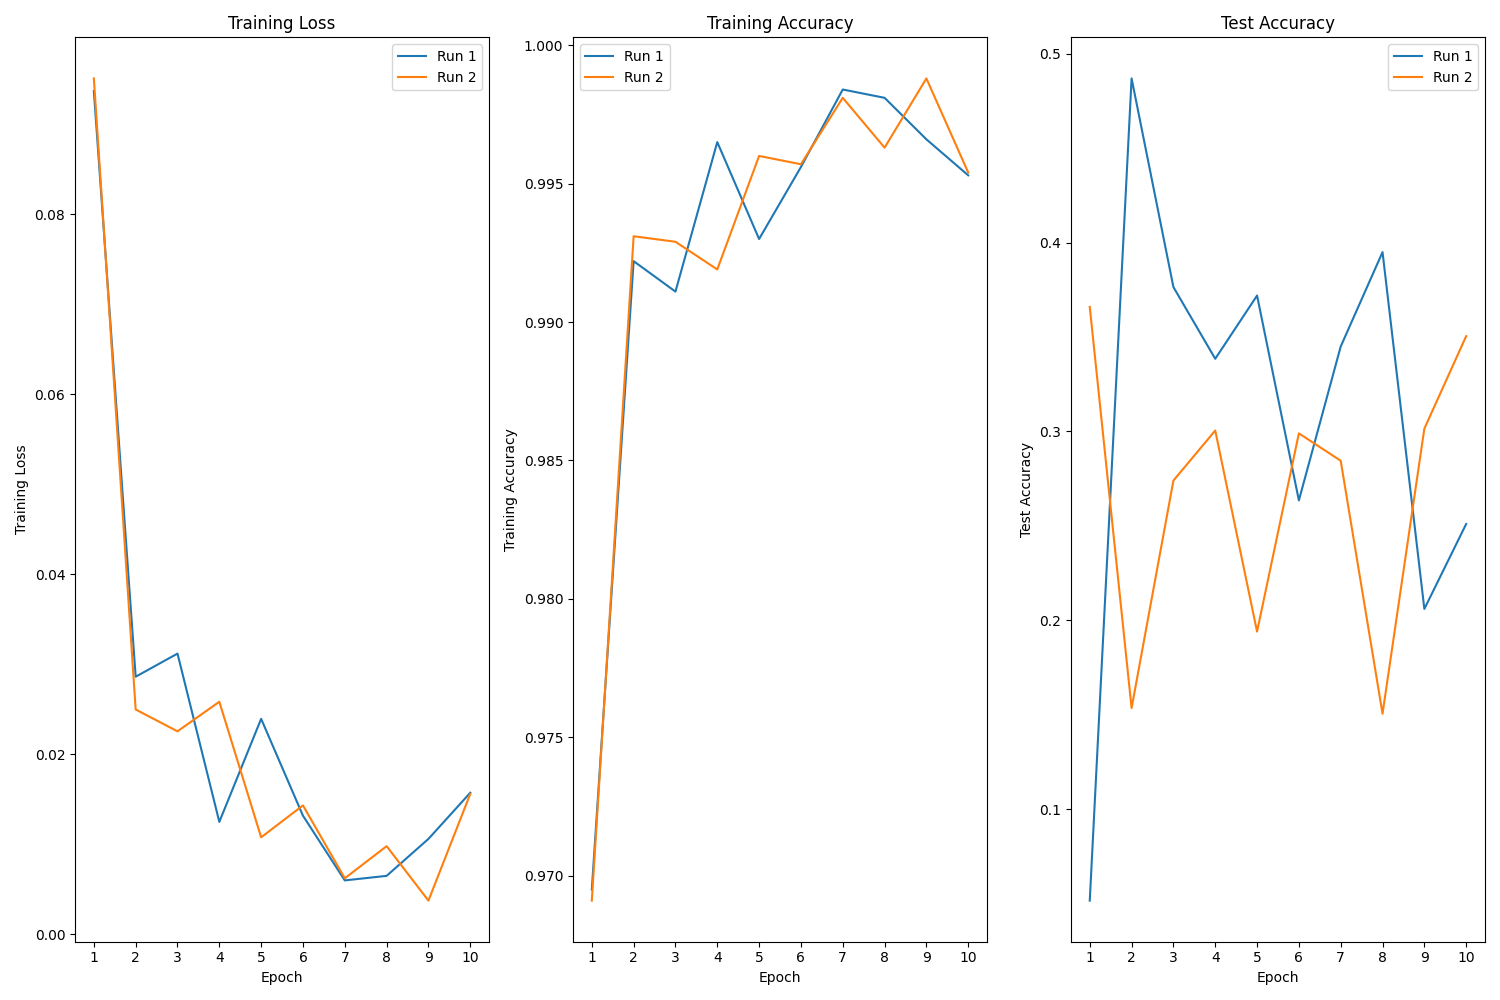 Training Loss
Run 1
Run 2
0.08
0.06
0.04
0.02
0.00
Training Loss
1 2 3 4 5 6 7 8 9 10
Epoch
Training Accuracy
Run 1
Run 2
1.000
0.995
0.990
0.985
0.980
0.975
0.970
Training Accuracy
1 2 3 4 5 6 7 8 9 10
Epoch
Test Accuracy
Run 1
Run 2
0.5
0.4
0.3
0.2
0.1
Test Accuracy
1 2 3 4 5 6 7 8 9 10
Epoch